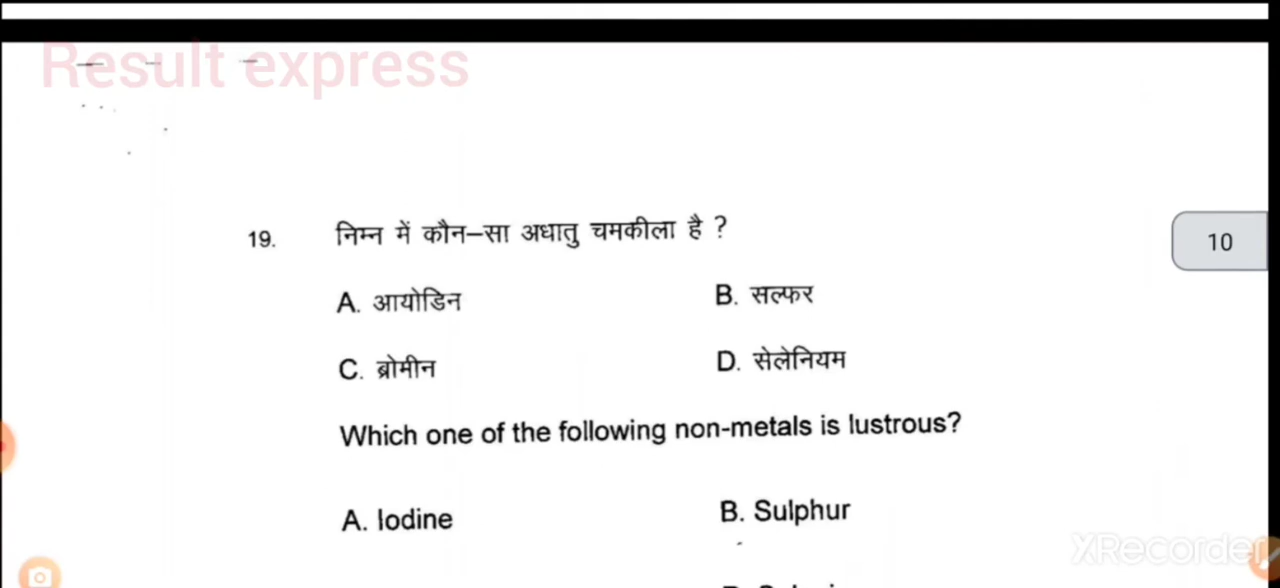 Result express
19. निम्न में कौन–सा अधातु चमकीला है ?
10
A. आयोडिन B. सल्फर
C. ब्रोमीन D. सेलेनियम
Which one of the following non-metals is lustrous?
A. Iodine B. Sulphur
XRecorder